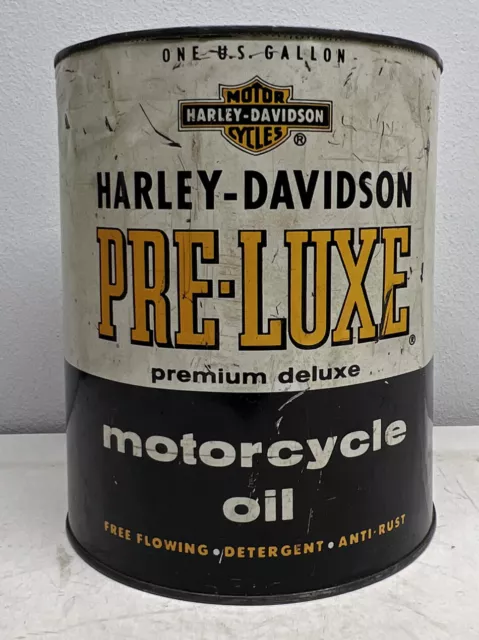 ONE U.S. GALLON
MOTOR
HARLEY-DAVIDSON
CYCLES ®
HARLEY-DAVIDSON
PRE-LUXE ®
premium deluxe
motorcycle
oil
FREE FLOWING • DETERGENT • ANTI-RUST